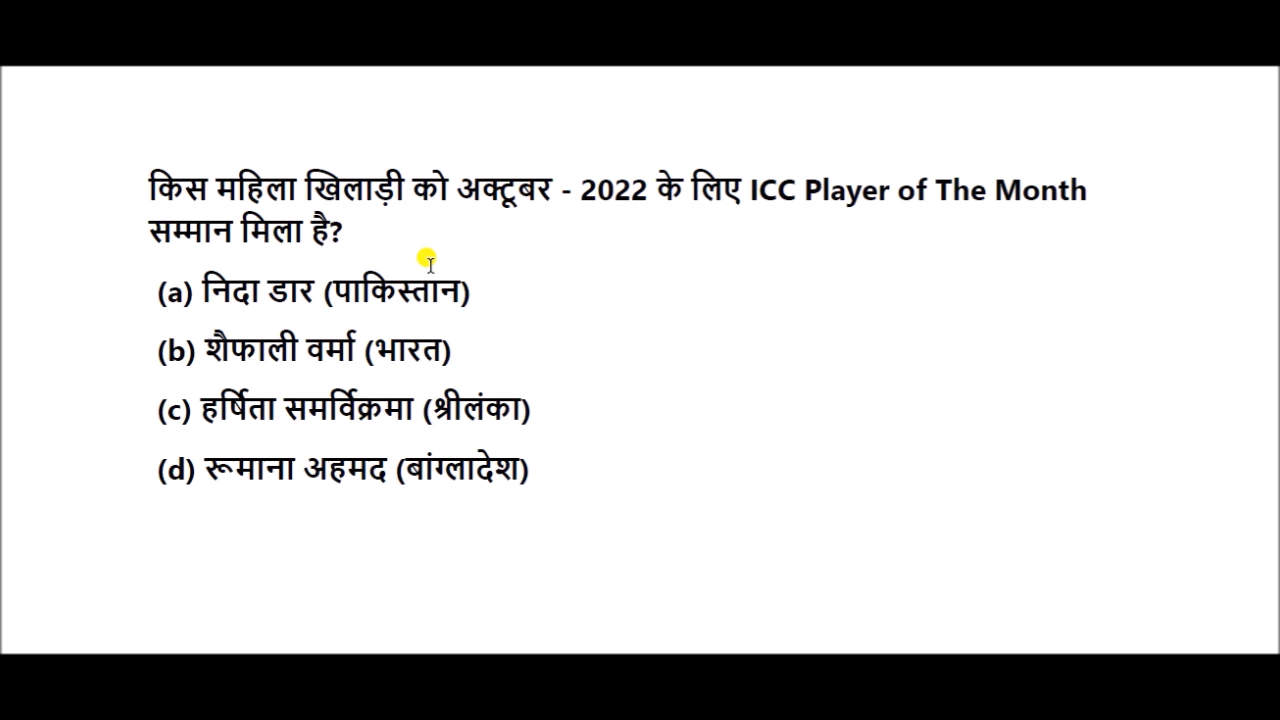 किस महिला खिलाड़ी को अक्टूबर - 2022 के लिए ICC Player of The Month
सम्मान मिला है?
(a) निदा डार (पाकिस्तान)
(b) शैफाली वर्मा (भारत)
(c) हर्षिता समर्विक्रमा (श्रीलंका)
(d) रूमाना अहमद (बांग्लादेश)